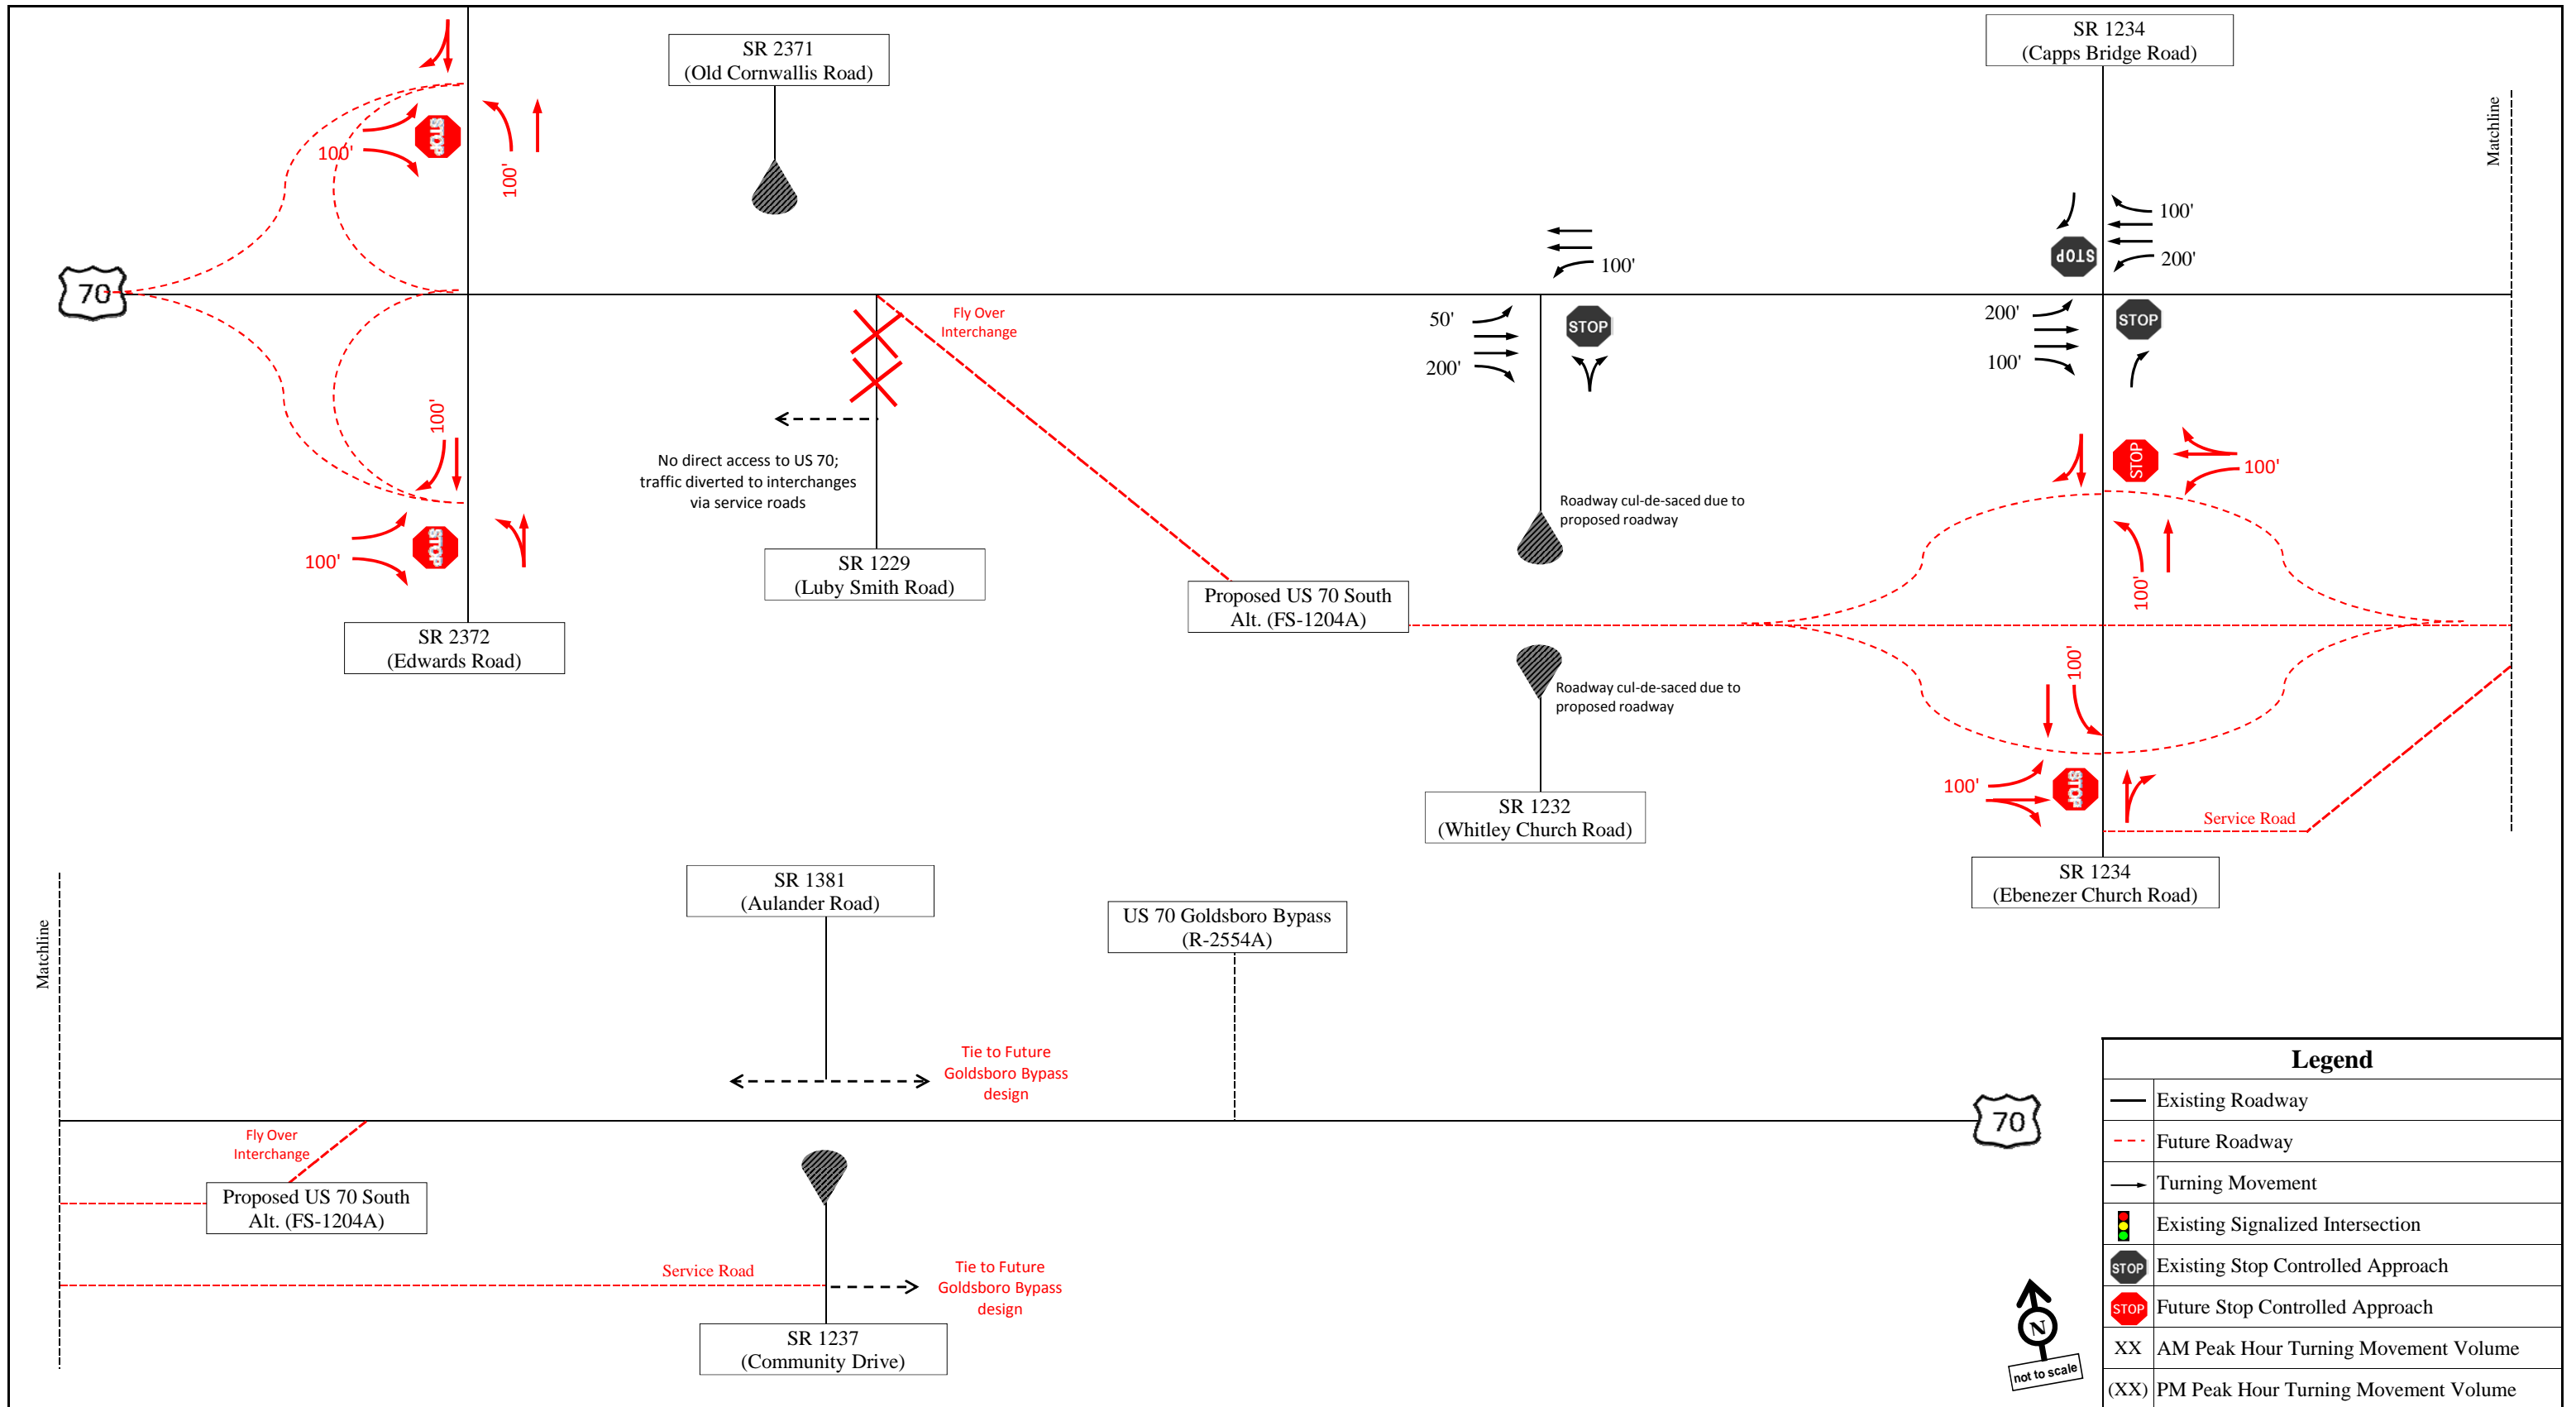 SR 2371
(Old Cornwallis Road)
SR 1234
(Capps Bridge Road)
Matchline
STOP
100'
100'
100'
100'
200'
STOP
70
100'
Fly Over
Interchange
50'
STOP
200'
200'
STOP
100'
100'
No direct access to US 70;
traffic diverted to interchanges
via service roads
STOP
100'
Roadway cul-de-saced due to
proposed roadway
STOP
100'
SR 1229
(Luby Smith Road)
Proposed US 70 South
Alt. (FS-1204A)
100'
SR 2372
(Edwards Road)
100'
Roadway cul-de-saced due to
proposed roadway
100'
STOP
SR 1232
(Whitley Church Road)
Service Road
SR 1234
(Ebenezer Church Road)
Matchline
SR 1381
(Aulander Road)
US 70 Goldsboro Bypass
(R-2554A)
Tie to Future
Goldsboro Bypass
design
Fly Over
Interchange
70
Proposed US 70 South
Alt. (FS-1204A)
Service Road
Tie to Future
Goldsboro Bypass
design
SR 1237
(Community Drive)
N
not to scale
Legend
Existing Roadway
Future Roadway
Turning Movement
Existing Signalized Intersection
STOP Existing Stop Controlled Approach
STOP Future Stop Controlled Approach
XX AM Peak Hour Turning Movement Volume
(XX) PM Peak Hour Turning Movement Volume